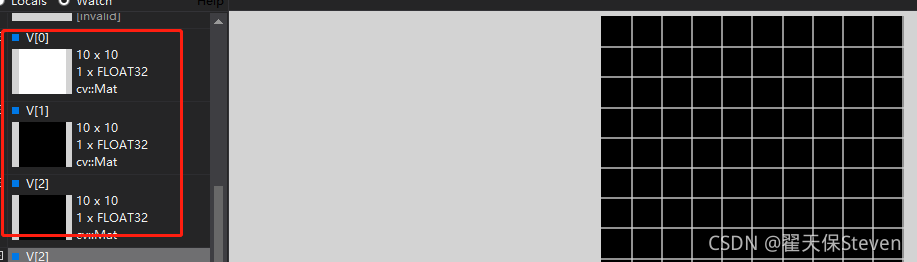 Locals Watch Help
[invalid]
V[0]
10 x 10
1 x FLOAT32
cv::Mat
V[1]
10 x 10
1 x FLOAT32
cv::Mat
V[2]
10 x 10
1 x FLOAT32
cv::Mat
V[2]
CSDN @翟天保Steven